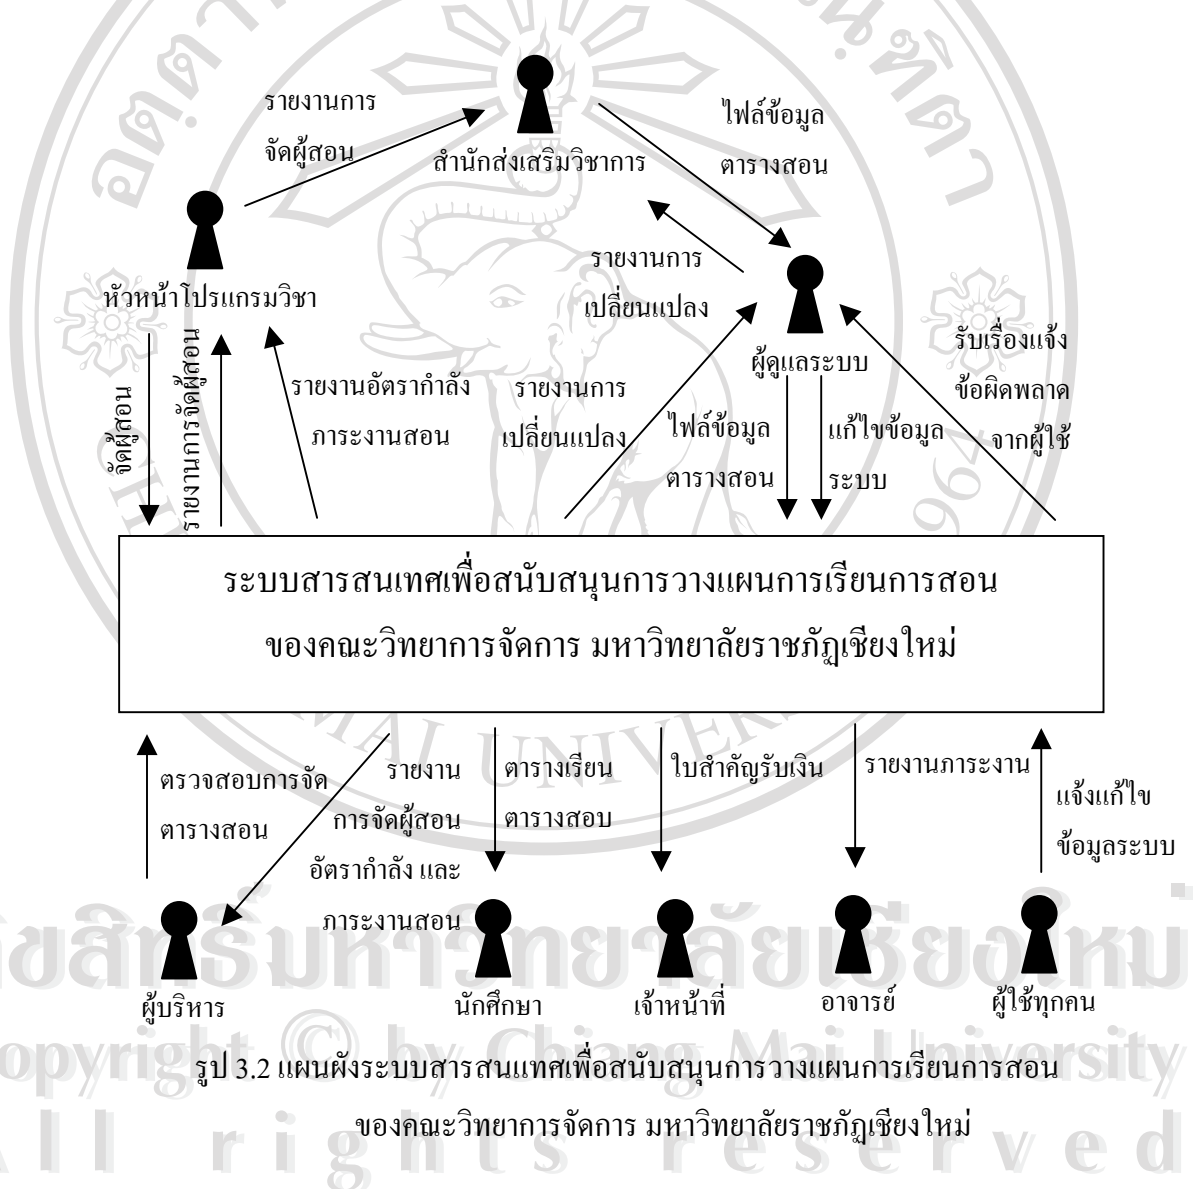 รายงานการ
จัดผู้สอน
สำนักส่งเสริมวิชาการ
ไฟล์ข้อมูล
ตารางสอน
หัวหน้าโปรแกรมวิชา
รายงานการ
เปลี่ยนแปลง
ผู้ดูแลระบบ
รับเรื่องแจ้ง
ข้อผิดพลาด
จากผู้ใช้
จัดผู้สอน
รายงานการจัดผู้สอน
รายงานอัตรากำลัง
ภาระงานสอน
รายงานการ
เปลี่ยนแปลง
ไฟล์ข้อมูล
ตารางสอน
แก้ไขข้อมูล
ระบบ
ระบบสารสนเทศเพื่อสนับสนุนการวางแผนการเรียนการสอน
ของคณะวิทยาการจัดการ มหาวิทยาลัยราชภัฏเชียงใหม่
ตรวจสอบการจัด
ตารางสอน
รายงาน
การจัดผู้สอน
อัตรากำลัง และ
ภาระงานสอน
ตารางเรียน
ตารางสอบ
ใบสำคัญรับเงิน
รายงานภาระงาน
แจ้งแก้ไข
ข้อมูลระบบ
ผู้บริหาร
นักศึกษา
เจ้าหน้าที่
อาจารย์
ผู้ใช้ทุกคน
รูป 3.2 แผนผังระบบสารสนแทศเพื่อสนับสนุนการวางแผนการเรียนการสอน
ของคณะวิทยาการจัดการ มหาวิทยาลัยราชภัฏเชียงใหม่
MAI UNIVER
964
ขสิทธิ์มหาวิทยาลัยเชียงใหม่
opyright © by Chiang Mai University
All rights reserved